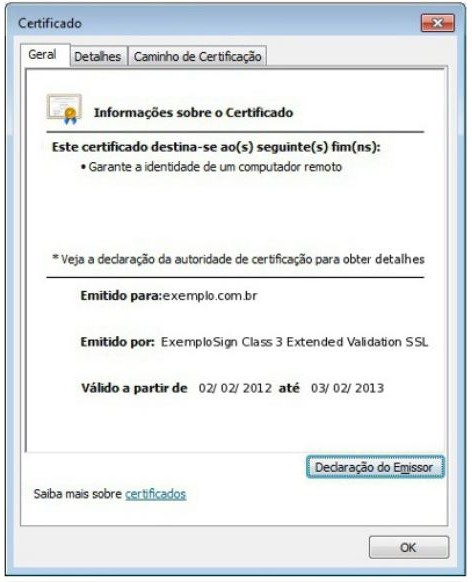 Certificado
Geral Detalhes Caminho de Certificação
Informações sobre o Certificado
Este certificado destina-se ao(s) seguinte(s) fim(ns):
• Garante a identidade de um computador remoto
* Veja a declaração da autoridade de certificação para obter detalhes
Emitido para:exemplo.com.br
Emitido por: ExemploSign Class 3 Extended Validation SSL
Válido a partir de 02/ 02/ 2012 até 03/ 02/ 2013
Declaração do Emissor
Saiba mais sobre certificados
OK